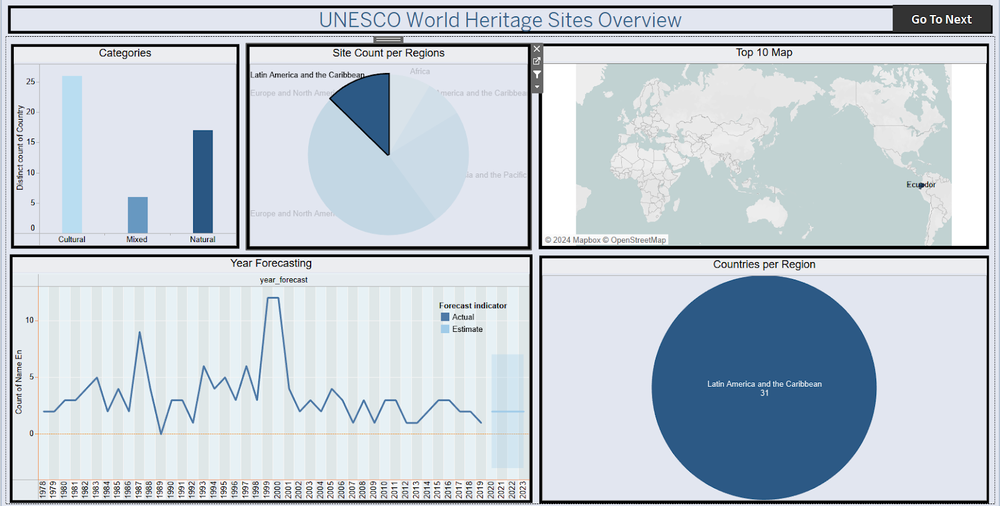 UNESCO World Heritage Sites Overview
Go To Next
Categories
Distinct count of Country
25
20
15
10
5
0
Cultural
Mixed
Natural
Site Count per Regions
Latin America and the Caribbean
Africa
Europe and North Ameri
America and the Caribbea
ia and the Pacific
Europe and North Ameri
Top 10 Map
Ecuador
© 2024 Mapbox © OpenStreetMap
Year Forecasting
year_forecast
Count of Name En
10
5
0
Forecast indicator
Actual
Estimate
1978 1979 1980 1981 1982 1983 1984 1985 1986 1987 1988 1989 1990 1991 1992 1993 1994 1995 1996 1997 1998 1999 2000 2001 2002 2003 2004 2005 2006 2007 2008 2009 2010 2011 2012 2013 2014 2015 2016 2017 2018 2019 2020 2021 2022 2023
Countries per Region
Latin America and the Caribbean
31